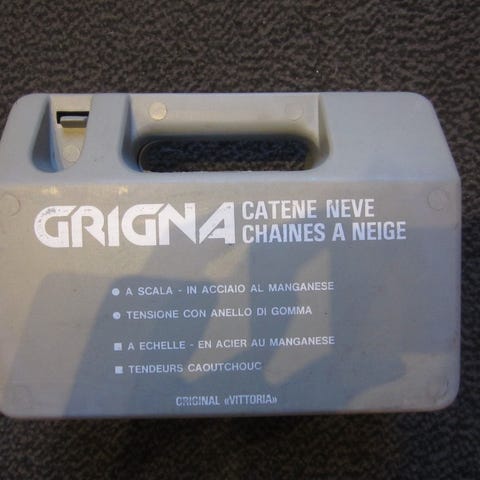 GRIGNA CATENE NEVE
CHAINES A NEIGE
● A SCALA - IN ACCIAIO AL MANGANESE
● TENSIONE CON ANELLO DI GOMMA
■ A ECHELLE - EN ACIER AU MANGANESE
■ TENDEURS CAOUTCHOUC
ORIGINAL «VITTORIA»